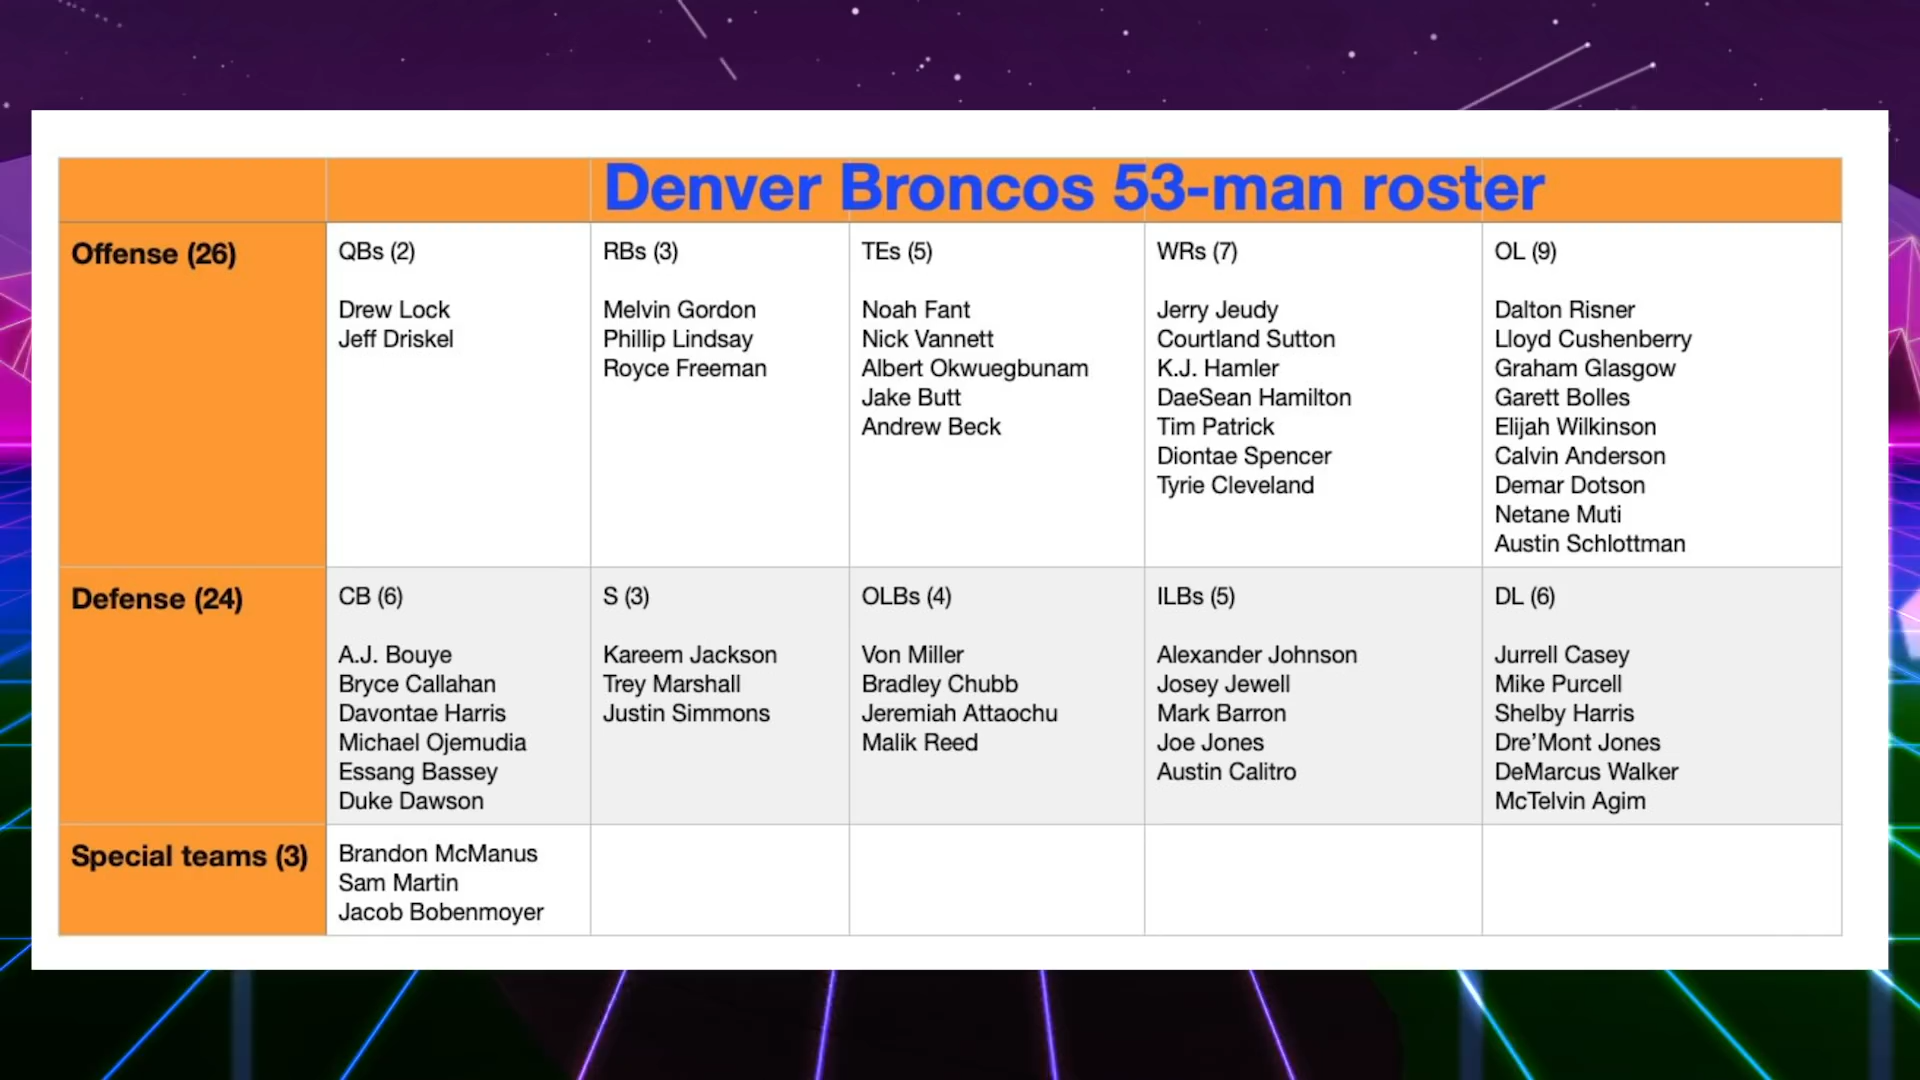 Denver Broncos 53-man roster
Offense (26)
QBs (2)
Drew Lock
Jeff Driskel
RBs (3)
Melvin Gordon
Phillip Lindsay
Royce Freeman
TEs (5)
Noah Fant
Nick Vannett
Albert Okwuegbunam
Jake Butt
Andrew Beck
WRs (7)
Jerry Jeudy
Courtland Sutton
K.J. Hamler
DaeSean Hamilton
Tim Patrick
Diontae Spencer
Tyrie Cleveland
OL (9)
Dalton Risner
Lloyd Cushenberry
Graham Glasgow
Garett Bolles
Elijah Wilkinson
Calvin Anderson
Demar Dotson
Netane Muti
Austin Schlottman
Defense (24)
CB (6)
A.J. Bouye
Bryce Callahan
Davontae Harris
Michael Ojemudia
Essang Bassey
Duke Dawson
S (3)
Kareem Jackson
Trey Marshall
Justin Simmons
OLBs (4)
Von Miller
Bradley Chubb
Jeremiah Attaochu
Malik Reed
ILBs (5)
Alexander Johnson
Josey Jewell
Mark Barron
Joe Jones
Austin Calitro
DL (6)
Jurrell Casey
Mike Purcell
Shelby Harris
Dre’Mont Jones
DeMarcus Walker
McTelvin Agim
Special teams (3)
Brandon McManus
Sam Martin
Jacob Bobenmoyer